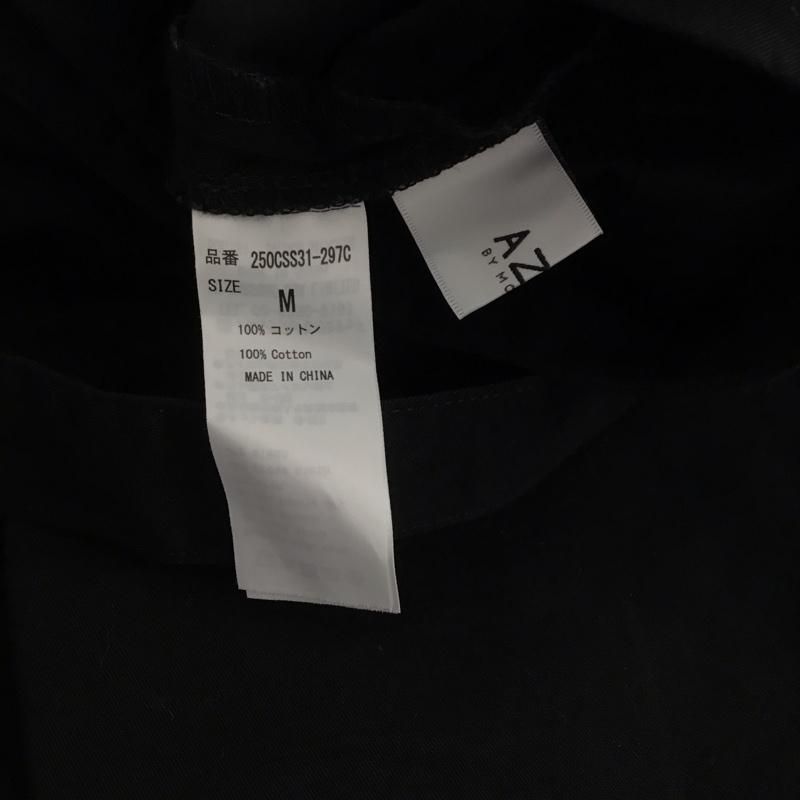 品番 250CSS31-297C
SIZE M
100% コットン
100% Cotton
MADE IN CHINA
AZ
BY MO